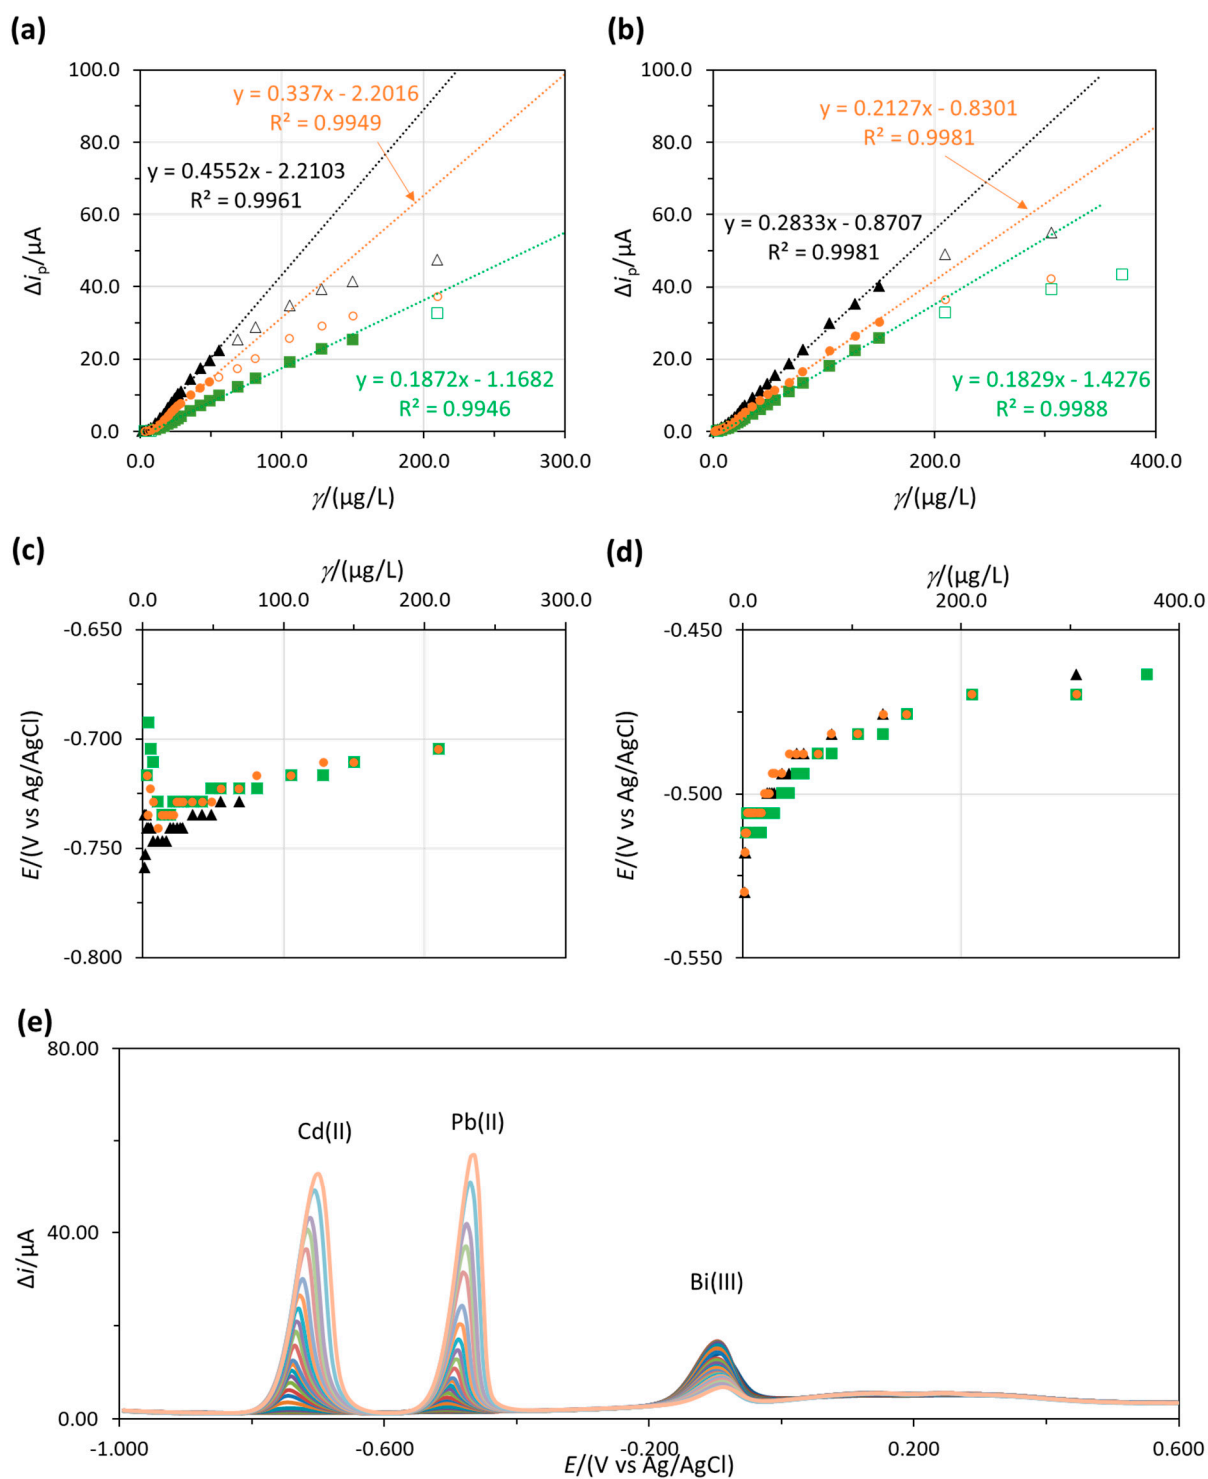 (a)
100.0
80.0
60.0
40.0
20.0
0.0
Δip/µA
y = 0.337x - 2.2016
R² = 0.9949
y = 0.4552x - 2.2103
R² = 0.9961
y = 0.1872x - 1.1682
R² = 0.9946
0.0 100.0 200.0 300.0
γ/(µg/L)
(b)
100.0
80.0
60.0
40.0
20.0
0.0
Δip/µA
y = 0.2127x - 0.8301
R² = 0.9981
y = 0.2833x - 0.8707
R² = 0.9981
y = 0.1829x - 1.4276
R² = 0.9988
0.0 200.0 400.0
γ/(µg/L)
(c)
γ/(µg/L)
0.0 100.0 200.0 300.0
-0.650
-0.700
-0.750
-0.800
E/(V vs Ag/AgCl)
(d)
γ/(µg/L)
0.0 200.0 400.0
-0.450
-0.500
-0.550
E/(V vs Ag/AgCl)
(e)
80.00
40.00
0.00
Δi/µA
Cd(II)
Pb(II)
Bi(III)
-1.000 -0.600 -0.200 0.200 0.600
E/(V vs Ag/AgCl)